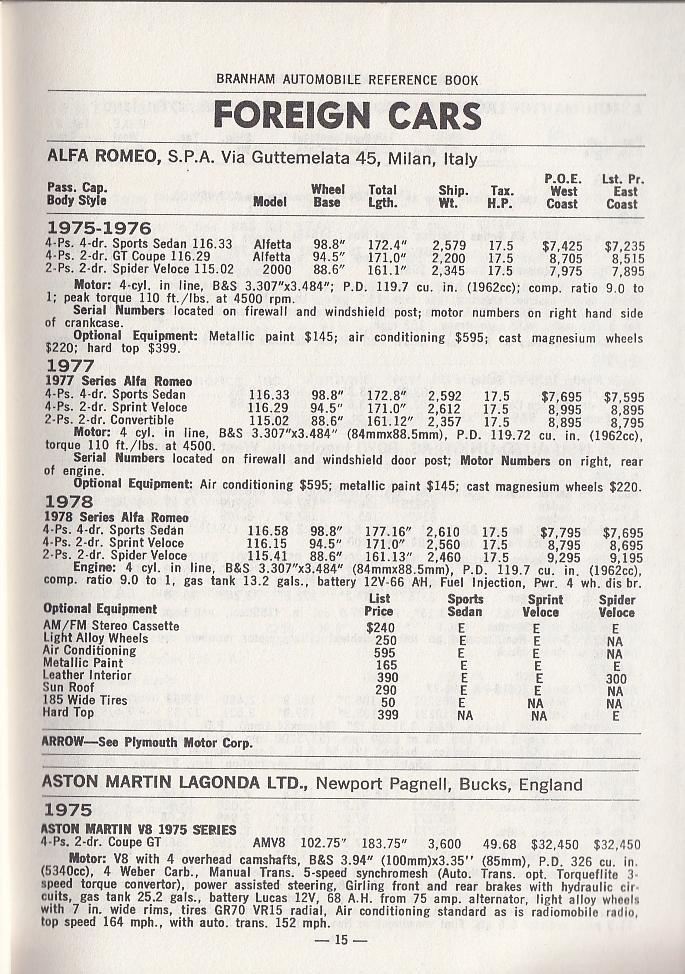 BRANHAM AUTOMOBILE REFERENCE BOOK
FOREIGN CARS
ALFA ROMEO, S.P.A. Via Guttemelata 45, Milan, Italy
Pass. Cap. Body Style Model Wheel Base Total Lgth. Ship. Wt. Tax. H.P. P.O.E. West Coast Lst. Pr. East Coast
1975-1976
4-Ps. 4-dr. Sports Sedan 116.33 Alfetta 98.8" 172.4" 2,579 17.5 $7,425 $7,235
4-Ps. 2-dr. GT Coupe 116.29 Alfetta 94.5" 171.0" 2,200 17.5 8,705 8,515
2-Ps. 2-dr. Spider Veloce 115.02 2000 88.6" 161.1" 2,345 17.5 7,975 7,895
Motor: 4-cyl. in line, B&S 3.307"x3.484"; P.D. 119.7 cu. in. (1962cc); comp. ratio 9.0 to
1; peak torque 110 ft./lbs. at 4500 rpm.
Serial Numbers located on firewall and windshield post; motor numbers on right hand side
of crankcase.
Optional Equipment: Metallic paint $145; air conditioning $595; cast magnesium wheels
$220; hard top $399.
1977
1977 Series Alfa Romeo
4-Ps. 4-dr. Sports Sedan 116.33 98.8" 172.8" 2,592 17.5 $7,695 $7,595
4-Ps. 2-dr. Sprint Veloce 116.29 94.5" 171.0" 2,612 17.5 8,995 8,895
2-Ps. 2-dr. Convertible 115.02 88.6" 161.12" 2,357 17.5 8,895 8,795
Motor: 4 cyl. in line, B&S 3.307"x3.484" (84mmx88.5mm), P.D. 119.72 cu. in. (1962cc),
torque 110 ft./lbs. at 4500.
Serial Numbers located on firewall and windshield door post; Motor Numbers on right, rear
of engine.
Optional Equipment: Air conditioning $595; metallic paint $145; cast magnesium wheels $220.
1978
1978 Series Alfa Romeo
4-Ps. 4-dr. Sports Sedan 116.58 98.8" 177.16" 2,610 17.5 $7,795 $7,695
4-Ps. 2-dr. Sprint Veloce 116.15 94.5" 171.0" 2,560 17.5 8,795 8,695
2-Ps. 2-dr. Spider Veloce 115.41 88.6" 161.13" 2,460 17.5 9,295 9,195
Engine: 4 cyl. in line, B&S 3.307"x3.484" (84mmx88.5mm), P.D. 119.7 cu. in. (1962cc),
comp. ratio 9.0 to 1, gas tank 13.2 gals., battery 12V-66 AH, Fuel Injection, Pwr. 4 wh. dis br.
Optional Equipment List Price Sports Sedan Sprint Veloce Spider Veloce
AM/FM Stereo Cassette $240 E E E
Light Alloy Wheels 250 E E NA
Air Conditioning 595 E E NA
Metallic Paint 165 E E E
Leather Interior 390 E E 300
Sun Roof 290 E E NA
185 Wide Tires 50 E NA NA
Hard Top 399 NA NA E
ARROW—See Plymouth Motor Corp.
ASTON MARTIN LAGONDA LTD., Newport Pagnell, Bucks, England
1975
ASTON MARTIN V8 1975 SERIES
4-Ps. 2-dr. Coupe GT AMV8 102.75" 183.75" 3,600 49.68 $32,450 $32,450
Motor: V8 with 4 overhead camshafts, B&S 3.94" (100mm)x3.35'' (85mm), P.D. 326 cu. in.
(5340cc), 4 Weber Carb., Manual Trans. 5-speed synchromesh (Auto. Trans. opt. Torqueflite 3-
speed torque convertor), power assisted steering, Girling front and rear brakes with hydraulic cir-
cuits, gas tank 25.2 gals., battery Lucas 12V, 68 A.H. from 75 amp. alternator, light alloy wheels
with 7 in. wide rims, tires GR70 VR15 radial, Air conditioning standard as is radiomobile radio,
top speed 164 mph., with auto. trans. 152 mph.
— 15 —